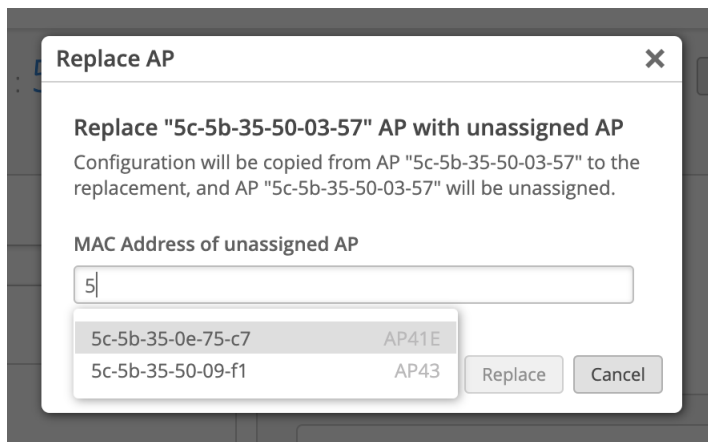 Replace AP
Replace "5c-5b-35-50-03-57" AP with unassigned AP
Configuration will be copied from AP "5c-5b-35-50-03-57" to the
replacement, and AP "5c-5b-35-50-03-57" will be unassigned.
MAC Address of unassigned AP
5
5c-5b-35-0e-75-c7 AP41E
5c-5b-35-50-09-f1 AP43
Replace Cancel